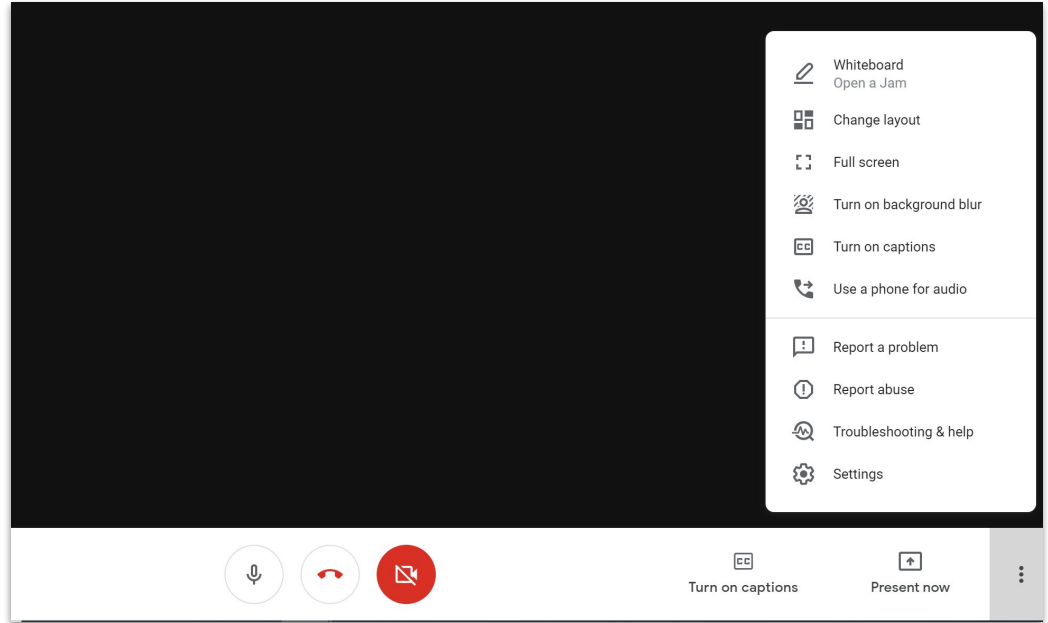 Whiteboard
Open a Jam
Change layout
Full screen
Turn on background blur
Turn on captions
Use a phone for audio
Report a problem
Report abuse
Troubleshooting & help
Settings
Turn on captions
Present now